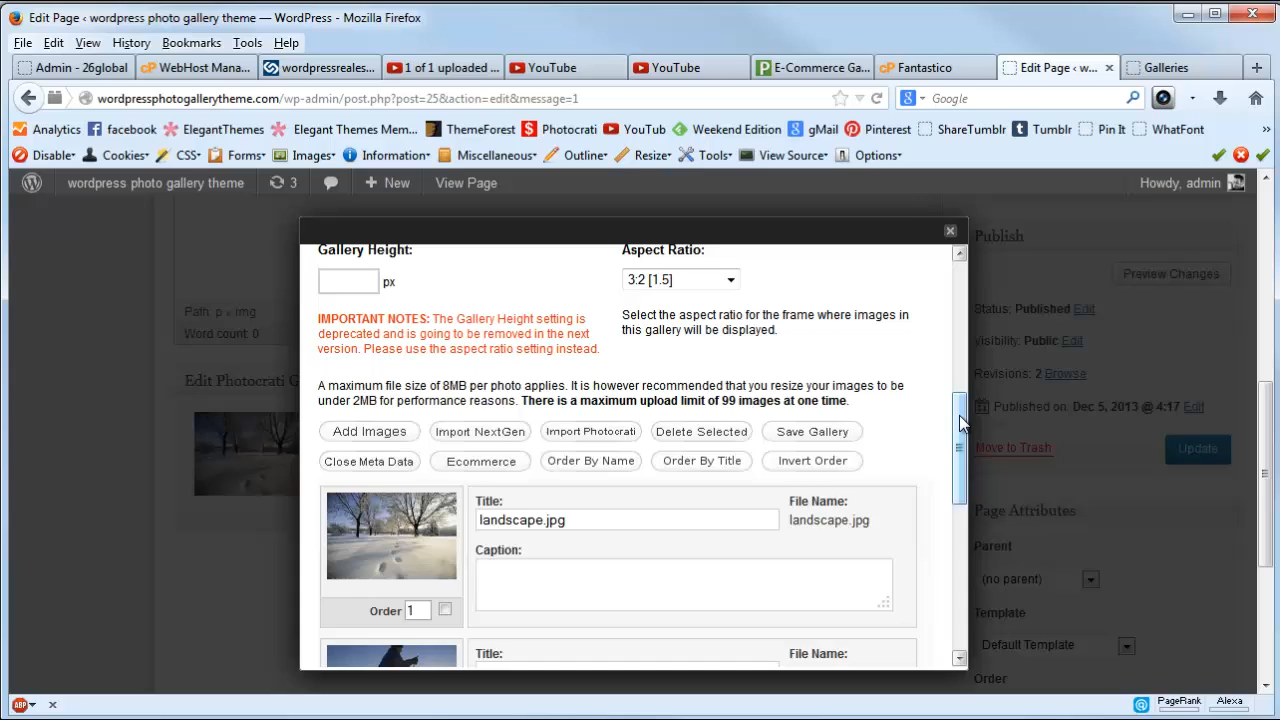 Edit Page ‹ wordpress photo gallery theme — WordPress - Mozilla Firefox
File Edit View History Bookmarks Tools Help
Admin - 26global
WebHost Mana...
wordpressreales...
1 of 1 uploaded ...
YouTube
YouTube
E-Commerce Ga...
Fantastico
Edit Page ‹ w...
Galleries
wordpressphotogallerytheme.com/wp-admin/post.php?post=25&action=edit&message=1
Google
Analytics facebook ElegantThemes Elegant Themes Mem... ThemeForest Photocrati YouTub Weekend Edition gMail Pinterest ShareTumblr Tumblr Pin It WhatFont
Disable Cookies CSS Forms Images Information Miscellaneous Outline Resize Tools View Source Options
wordpress photo gallery theme 3 New View Page Howdy, admin
Path: p » img
Word count: 0
Edit Photocrati G
Gallery Height:
px
IMPORTANT NOTES: The Gallery Height setting is
deprecated and is going to be removed in the next
version. Please use the aspect ratio setting instead.
Aspect Ratio:
3:2 [1.5]
Select the aspect ratio for the frame where images in
this gallery will be displayed.
A maximum file size of 8MB per photo applies. It is however recommended that you resize your images to be
under 2MB for performance reasons. There is a maximum upload limit of 99 images at one time.
Add Images Import NextGen Import Photocrati Delete Selected Save Gallery
Close Meta Data Ecommerce Order By Name Order By Title Invert Order
Title:
landscape.jpg
File Name:
landscape.jpg
Caption:
Order 1
Title:
File Name:
Publish
Preview Changes
Status: Published Edit
Visibility: Public Edit
Revisions: 2 Browse
Published on: Dec 5, 2013 @ 4:17 Edit
Move to Trash
Update
Page Attributes
Parent
(no parent)
Template
Default Template
Order
ABP
PageRank
Alexa